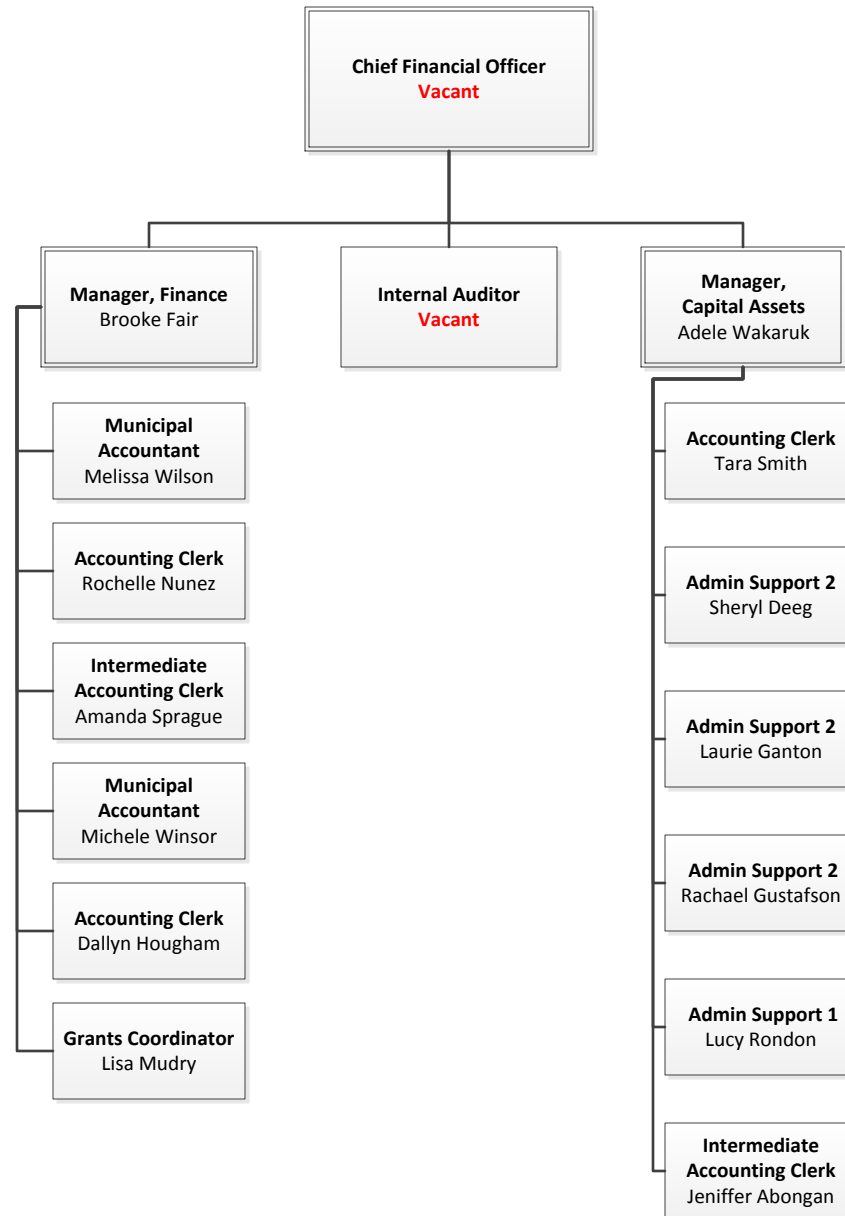 Chief Financial Officer
Vacant
Manager, Finance
Brooke Fair
Internal Auditor
Vacant
Manager,
Capital Assets
Adele Wakaruk
Municipal
Accountant
Melissa Wilson
Accounting Clerk
Rochelle Nunez
Intermediate
Accounting Clerk
Amanda Sprague
Municipal
Accountant
Michele Winsor
Accounting Clerk
Dallyn Hougham
Grants Coordinator
Lisa Mudry
Accounting Clerk
Tara Smith
Admin Support 2
Sheryl Deeg
Admin Support 2
Laurie Ganton
Admin Support 2
Rachael Gustafson
Admin Support 1
Lucy Rondon
Intermediate
Accounting Clerk
Jeniffer Abongan